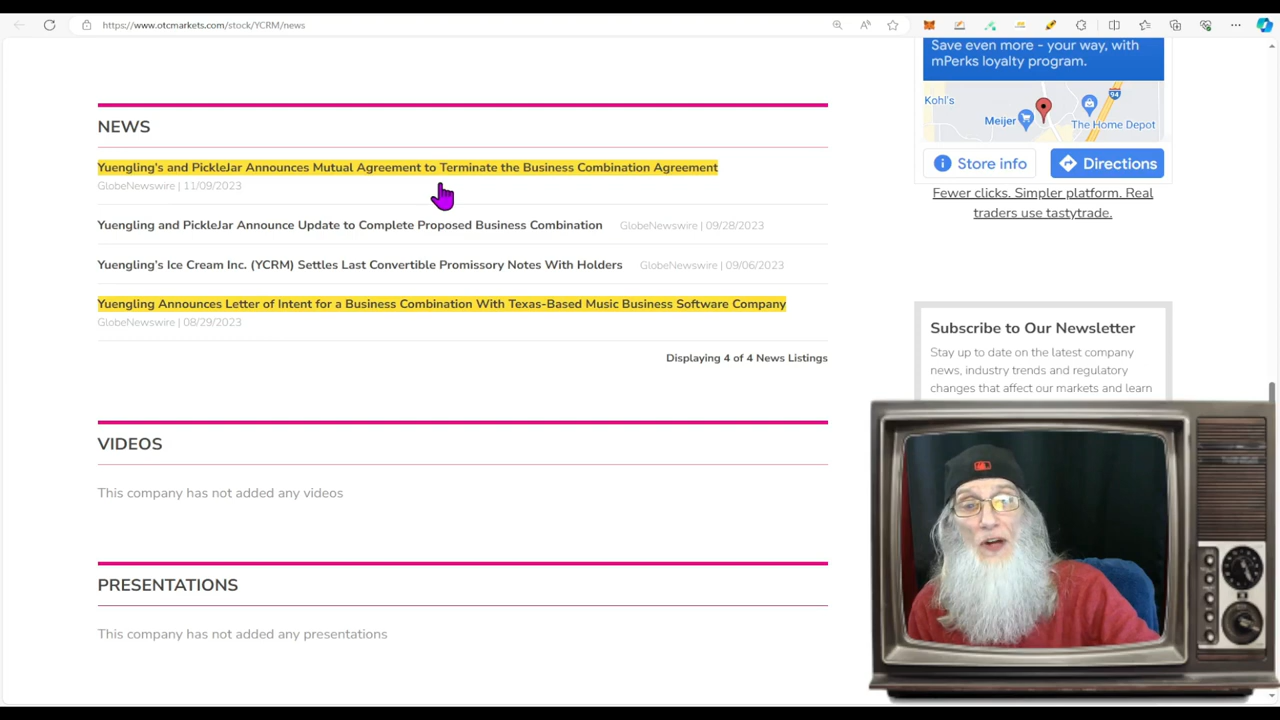 https://www.otcmarkets.com/stock/YCRM/news
Save even more - your way, with
mPerks loyalty program.
Kohl's
94
Meijer
The Home Depot
Store info
Directions
Fewer clicks. Simpler platform. Real
traders use tastytrade.
NEWS
Yuengling's and PickleJar Announces Mutual Agreement to Terminate the Business Combination Agreement
GlobeNewswire | 11/09/2023
Yuengling and PickleJar Announce Update to Complete Proposed Business Combination GlobeNewswire | 09/28/2023
Yuengling's Ice Cream Inc. (YCRM) Settles Last Convertible Promissory Notes With Holders GlobeNewswire | 09/06/2023
Yuengling Announces Letter of Intent for a Business Combination With Texas-Based Music Business Software Company
GlobeNewswire | 08/29/2023
Displaying 4 of 4 News Listings
Subscribe to Our Newsletter
Stay up to date on the latest company
news, industry trends and regulatory
changes that affect our markets and learn
VIDEOS
This company has not added any videos
PRESENTATIONS
This company has not added any presentations